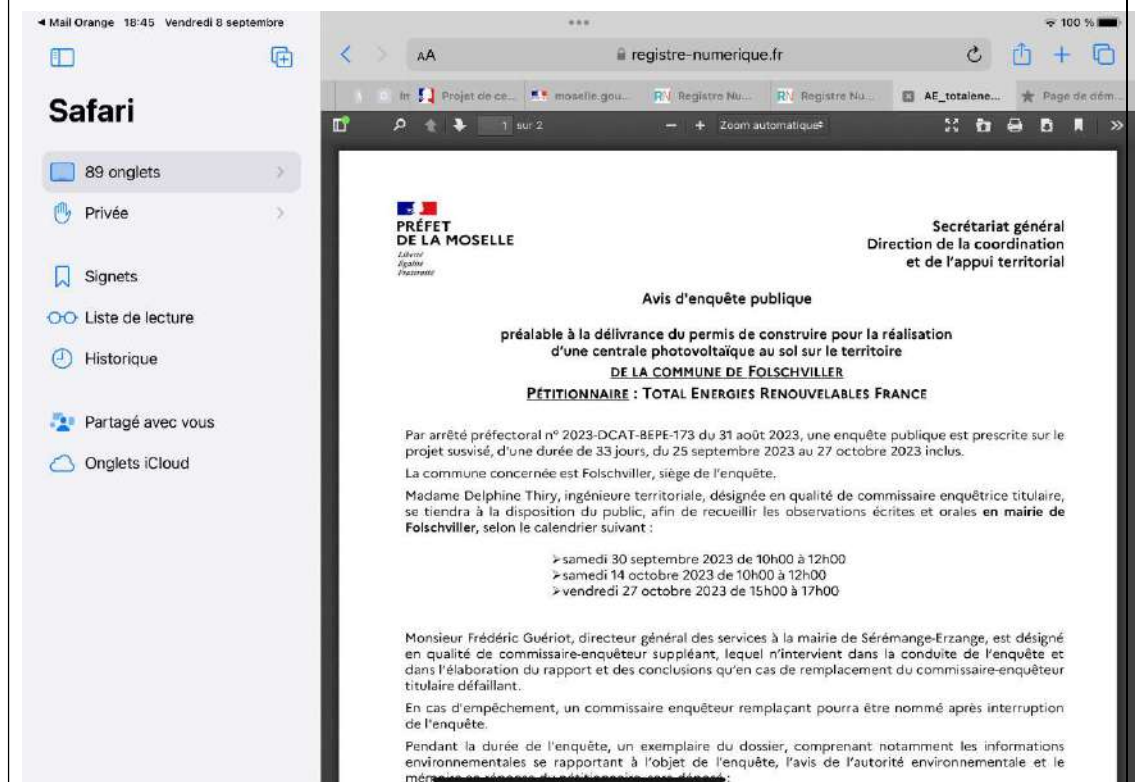 Mail Orange 18:45 Vendredi 8 septembre
100 %
AA
registre-numerique.fr
Safari
Projet de ce...
moselle.gou...
Registre Nu...
Registre Nu...
AE_totalene...
Page de dém...
1 sur 2
Zoom automatique
89 onglets
Privée
Signets
Liste de lecture
Historique
Partagé avec vous
Onglets iCloud
PRÉFET
DE LA MOSELLE
Liberté
Égalité
Fraternité
Secrétariat général
Direction de la coordination
et de l'appui territorial
Avis d'enquête publique
préalable à la délivrance du permis de construire pour la réalisation
d'une centrale photovoltaïque au sol sur le territoire
DE LA COMMUNE DE FOLSCHVILLER
PÉTITIONNAIRE : TOTAL ENERGIES RENOUVELABLES FRANCE
Par arrêté préfectoral n° 2023-DCAT-BEPE-173 du 31 août 2023, une enquête publique est prescrite sur le
projet susvisé, d'une durée de 33 jours, du 25 septembre 2023 au 27 octobre 2023 inclus.
La commune concernée est Folschviller, siège de l'enquête.
Madame Delphine Thiry, ingénieure territoriale, désignée en qualité de commissaire enquêtrice titulaire,
se tiendra à la disposition du public, afin de recueillir les observations écrites et orales en mairie de
Folschviller, selon le calendrier suivant :
➢samedi 30 septembre 2023 de 10h00 à 12h00
➢samedi 14 octobre 2023 de 10h00 à 12h00
➢vendredi 27 octobre 2023 de 15h00 à 17h00
Monsieur Frédéric Guériot, directeur général des services à la mairie de Sérémange-Erzange, est désigné
en qualité de commissaire-enquêteur suppléant, lequel n'intervient dans la conduite de l'enquête et
dans l'élaboration du rapport et des conclusions qu'en cas de remplacement du commissaire-enquêteur
titulaire défaillant.
En cas d'empêchement, un commissaire enquêteur remplaçant pourra être nommé après interruption
de l'enquête.
Pendant la durée de l'enquête, un exemplaire du dossier, comprenant notamment les informations
environnementales se rapportant à l'objet de l'enquête, l'avis de l'autorité environnementale et le